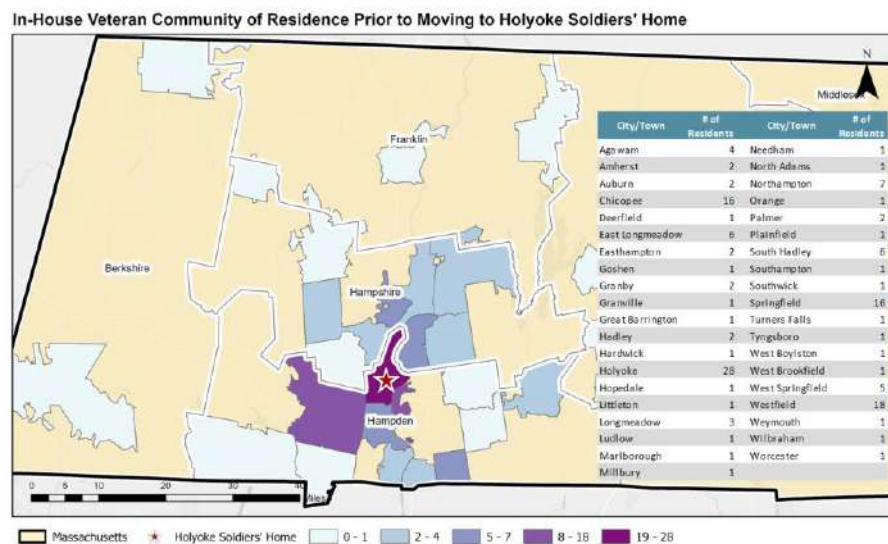 In-House Veteran Community of Residence Prior to Moving to Holyoke Soldiers' Home
N
Middlesex
Franklin
Berkshire
Hampshire
Hampden
City/Town # of Residents City/Town # of Residents
Agawam 4 Needham 1
Amherst 2 North Adams 1
Auburn 2 Northampton 7
Chicopee 16 Orange 1
Deerfield 1 Palmer 2
East Longmeadow 6 Plainfield 1
Easthampton 2 South Hadley 6
Goshen 1 Southampton 1
Granby 2 Southwick 1
Granville 1 Springfield 16
Great Barrington 1 Turners Falls 1
Hadley 2 Tyngsboro 1
Hardwick 1 West Boylston 1
Holyoke 28 West Brookfield 1
Hopedale 1 West Springfield 5
Littleton 1 Westfield 18
Longmeadow 3 Weymouth 1
Ludlow 1 Wilbraham 1
Marlborough 1 Worcester 1
Millbury 1
0 5 10 20 30 40
Miles
Massachusetts Holyoke Soldiers' Home 0 - 1 2 - 4 5 - 7 8 - 18 19 - 28